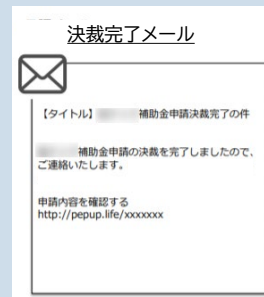 決裁完了メール
【タイトル】 補助金申請決裁完了の件
補助金申請の決裁を完了しましたので、
ご連絡いたします。
申請内容を確認する
http://pepup.life/xxxxxxx